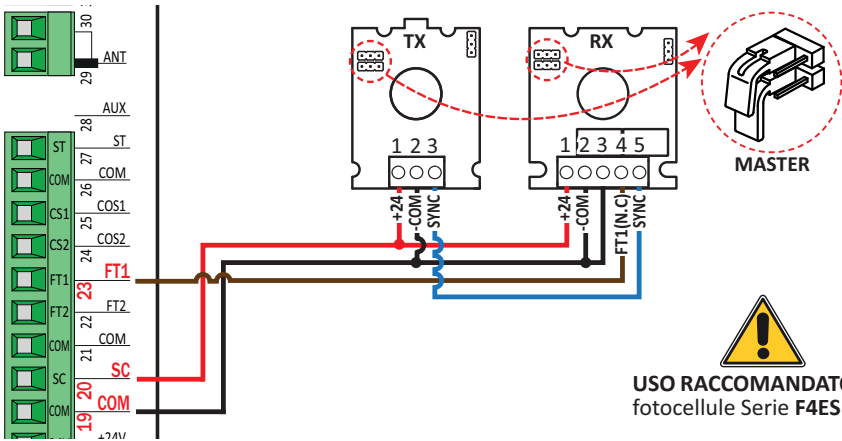 30
ANT
29
AUX
28
ST
ST
27
COM
COM
26
CS1
COS1
25
CS2
COS2
24
FT1
FT1
23
FT2
FT2
22
COM
COM
21
SC
SC
20
COM
COM
19
+24V
TX
1 2 3
+24
-COM
SYNC
RX
1 2 3 4 5
+24
-COM
FT1(N.C)
SYNC
MASTER
USO RACCOMANDATO
fotocellule Serie F4ES